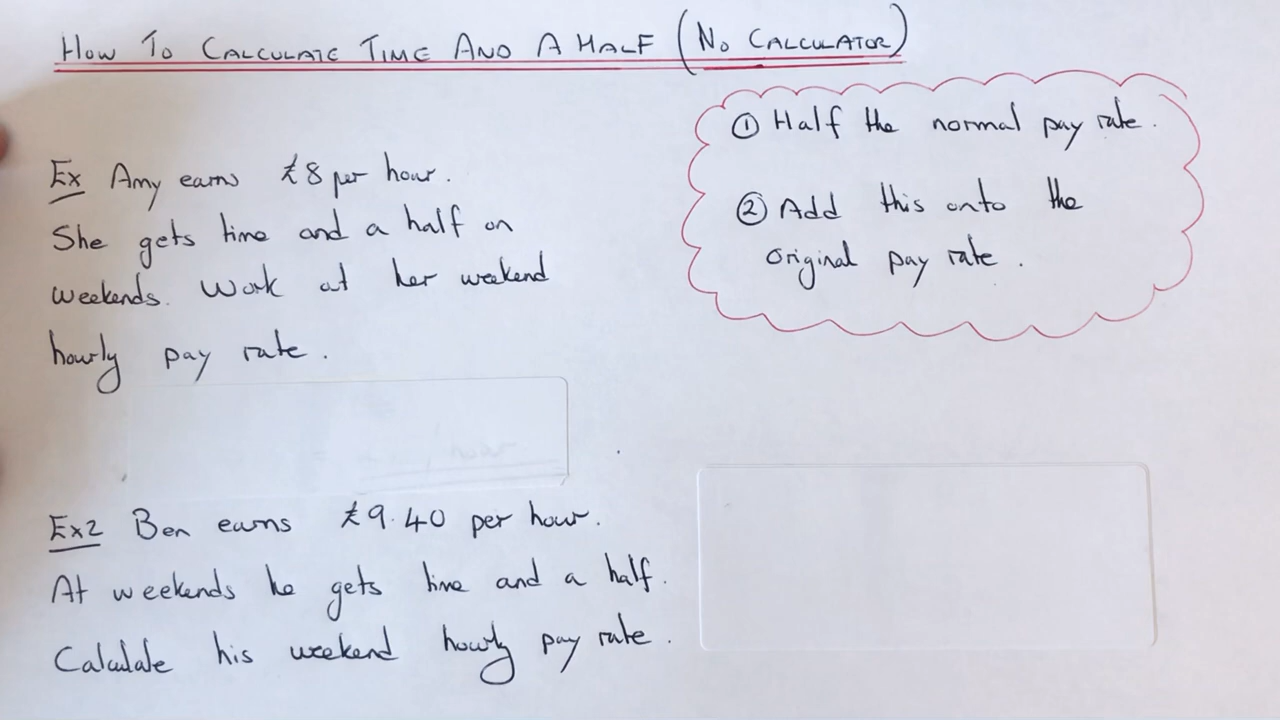 HOW TO CALCULATE TIME AND A HALF (NO CALCULATOR)
Ex Amy earns £8 per hour.
She gets time and a half on
weekends. Work out her weekend
hourly pay rate.
① Half the normal pay rate.
② Add this onto the
original pay rate.
Ex2 Ben earns £9.40 per hour.
At weekends he gets time and a half.
Calculate his weekend hourly pay rate.